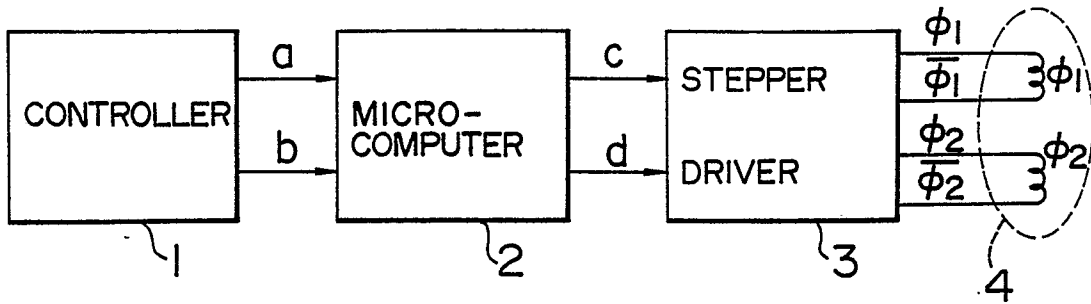 CONTROLLER
a
b
MICRO-
COMPUTER
c
d
STEPPER
DRIVER
ϕ1
ϕ̅1
ϕ2
ϕ̅2
ϕ1
ϕ2
1
2
3
4